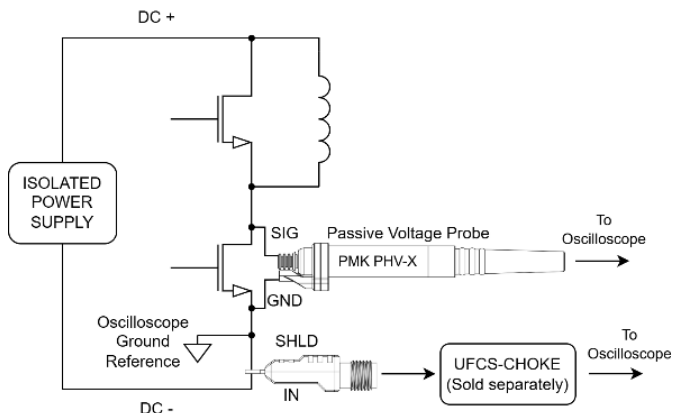 DC +
ISOLATED
POWER
SUPPLY
SIG
Passive Voltage Probe
PMK PHV-X
To
Oscilloscope
GND
Oscilloscope
Ground
Reference
SHLD
IN
UFCS-CHOKE
(Sold separately)
To
Oscilloscope
DC -